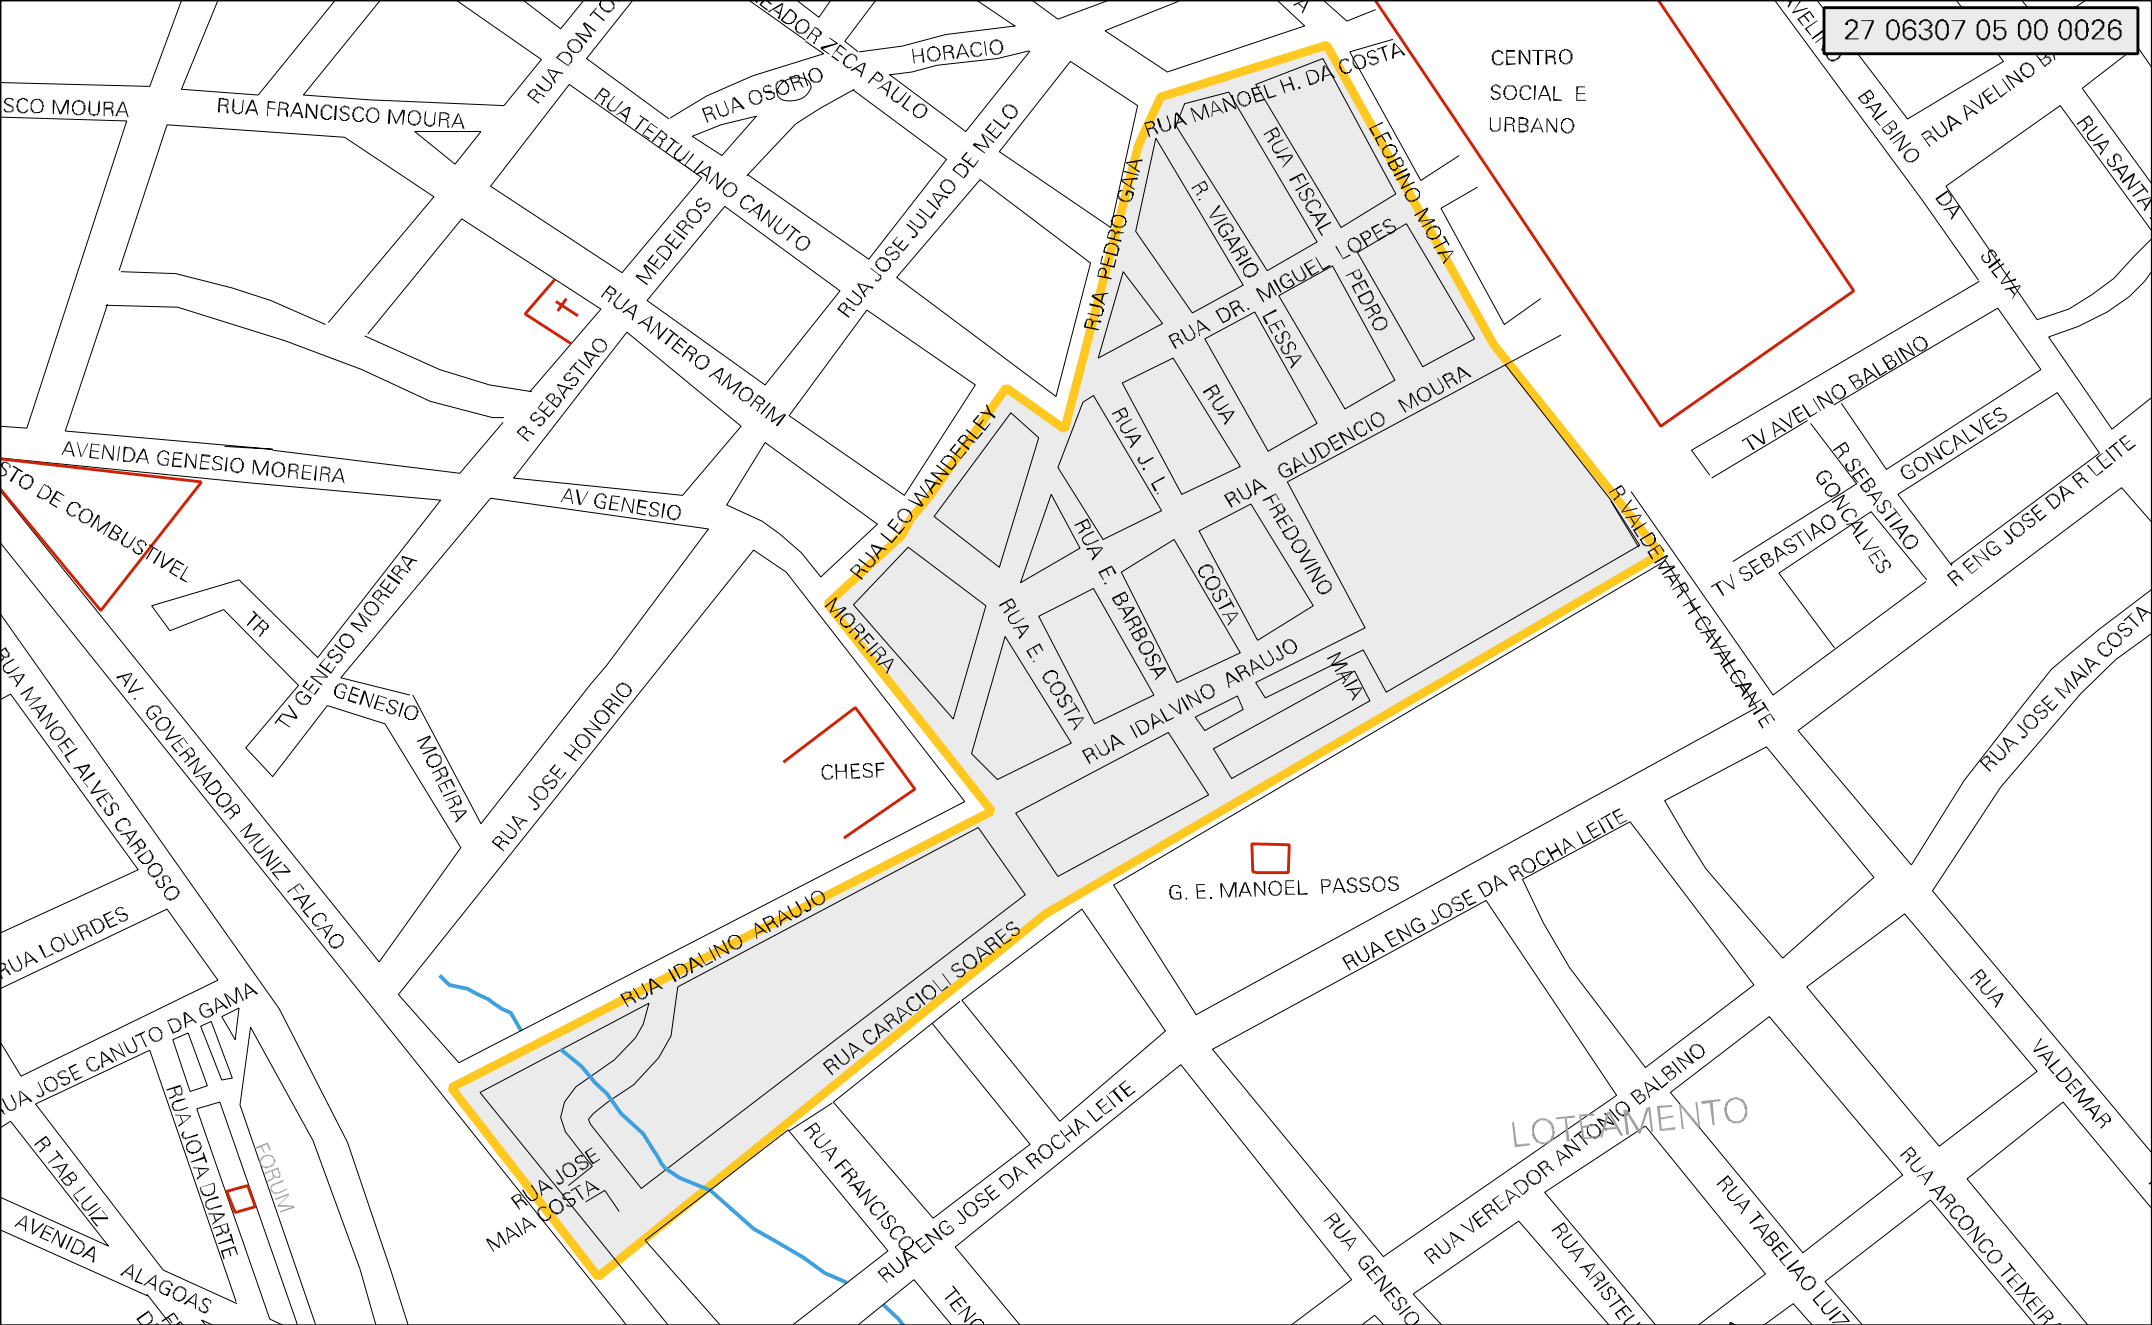 27 06307 05 00 0026
CENTRO
SOCIAL E
URBANO
RUA DOM TO
HORACIO
EADOR ZECA PAULO
RUA OSORIO
SCO MOURA
RUA FRANCISCO MOURA
RUA TERTULIANO CANUTO
RUA JOSE JULIAO DE MELO
RUA MANOEL H. DA COSTA
LEOBINO MOTA
RUA PEDRO GAIA
R. VIGARIO
RUA FISCAL
RUA DR. MIGUEL LOPES
PEDRO
LESSA
RUA
BALBINO
DA
SILVA
RUA AVELINO BA
RUA SANTA
MEDEIROS
R SEBASTIAO
RUA ANTERO AMORIM
RUA LEO WANDERLEY
MOREIRA
RUA J. L.
COSTA
RUA GAUDENCIO MOURA
FREDOVINO
RUA E. BARBOSA
RUA E. COSTA
RUA IDALVINO ARAUJO
MAIA
TV AVELINO BALBINO
R SEBASTIAO
GONCALVES
GONCALVES
TV SEBASTIAO
R ENG JOSE DA R LEITE
R VALDEMAR H CAVALCANTE
RUA JOSE MAIA COSTA
AVENIDA GENESIO MOREIRA
AV GENESIO
STO DE COMBUSTIVEL
TR
GENESIO
MOREIRA
TV GENESIO MOREIRA
AV. GOVERNADOR MUNIZ FALCAO
RUA MANOEL ALVES CARDOSO
RUA JOSE HONORIO
CHESF
G. E. MANOEL PASSOS
RUA ENG JOSE DA ROCHA LEITE
RUA LOURDES
RUA JOSE CANUTO DA GAMA
RUA IDALINO ARAUJO
RUA CARACIOLI SOARES
RUA JOSE
MAIA COSTA
RUA JOTA DUARTE
FORUM
R TAB LUIZ
AVENIDA
ALAGOAS
RUA FRANCISCO
TENO
RUA ENG JOSE DA ROCHA LEITE
LOTEAMENTO
RUA VEREADOR ANTONIO BALBINO
RUA GENESIO
RUA ARISTEU
RUA TABELIAO LUIZ
RUA ARCONCO TEIXEIR
RUA
VALDEMAR